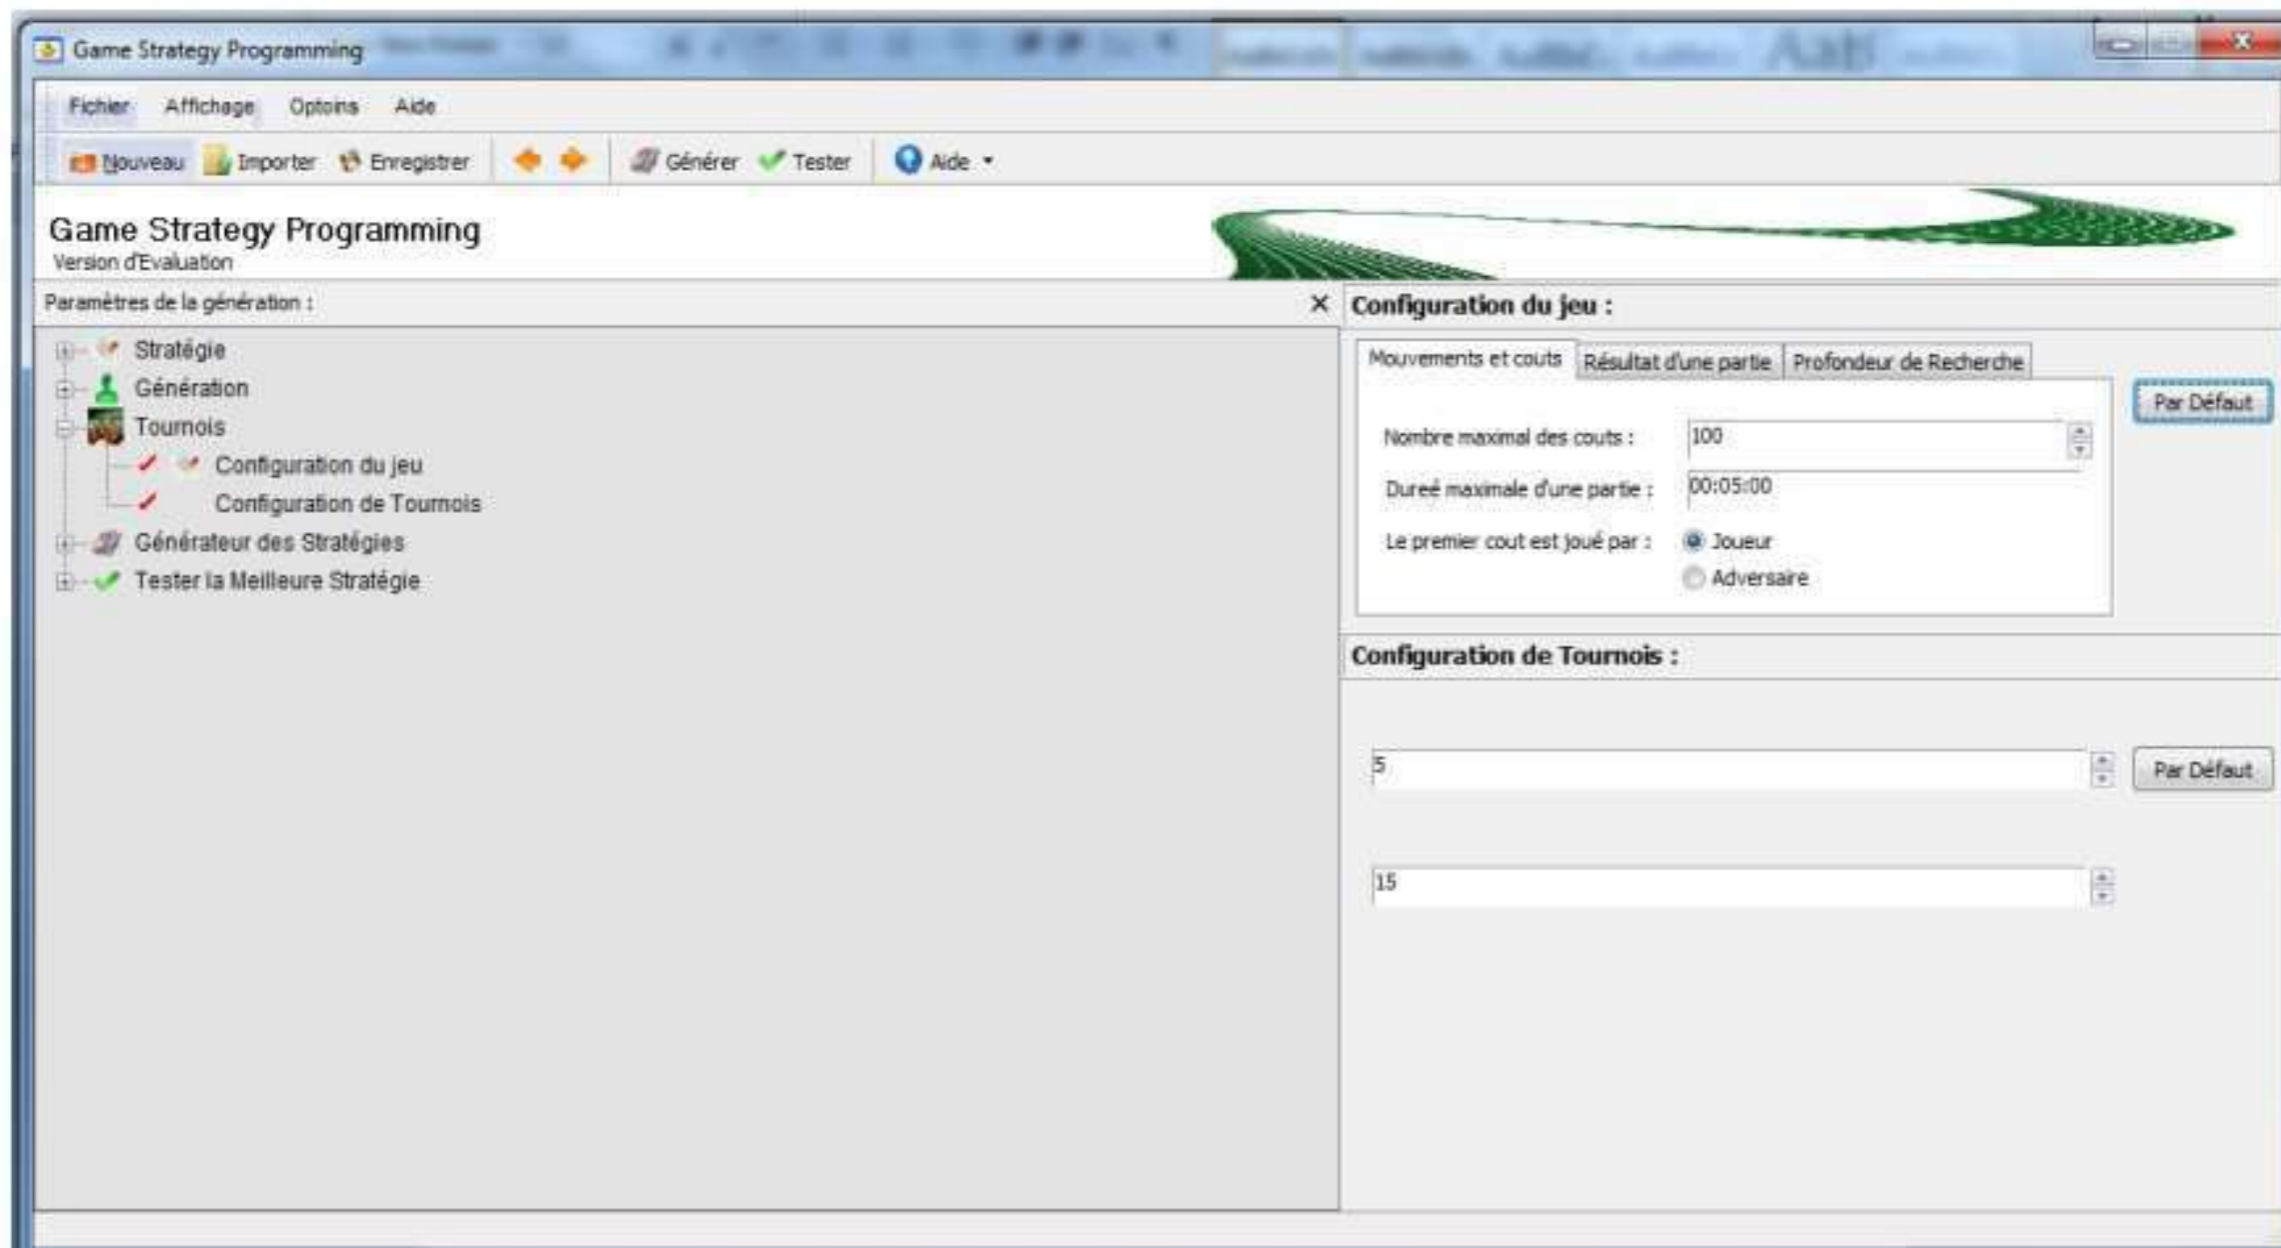 Game Strategy Programming
Fichier Affichage Optoins Aide
Nouveau Importer Enregistrer Générer Tester Aide
Game Strategy Programming
Version d'Evaluation
Paramètres de la génération :
Stratégie
Génération
Tournois
Configuration du jeu
Configuration de Tournois
Générateur des Stratégies
Tester la Meilleure Stratégie
Configuration du jeu :
Mouvements et couts Résultat d'une partie Profondeur de Recherche
Par Défaut
Nombre maximal des couts : 100
Dureé maximale d'une partie : 00:05:00
Le premier cout est joué par : Joueur
Adversaire
Configuration de Tournois :
5 Par Défaut
15